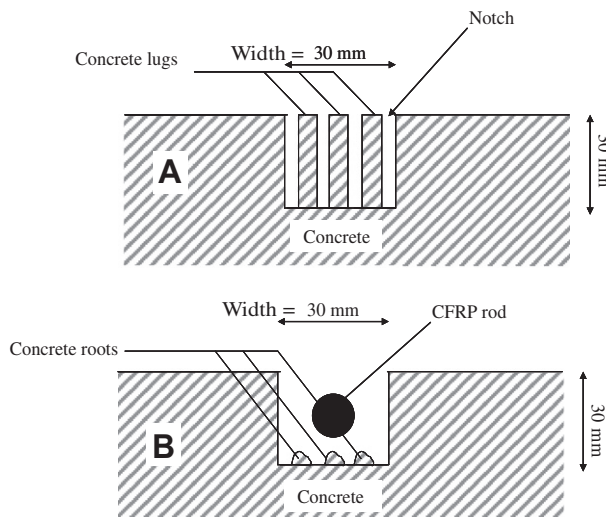 Notch
Width = 30 mm
Concrete lugs
A
30 mm
Concrete
Width = 30 mm
CFRP rod
Concrete roots
30 mm
B
Concrete